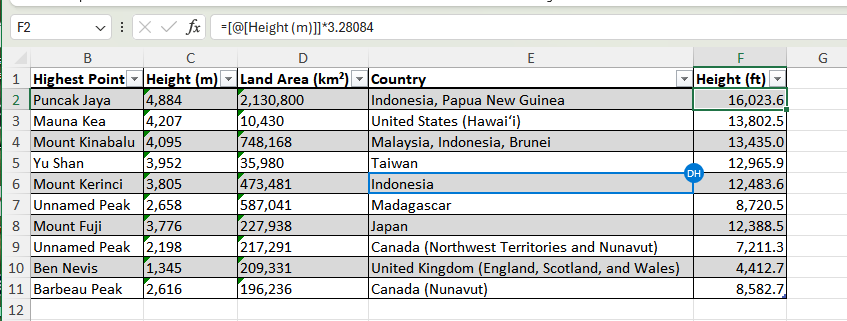 F2 fx =[@[Height (m)]]*3.28084
B C D E F G
1 Highest Point Height (m) Land Area (km²) Country Height (ft)
2 Puncak Jaya 4,884 2,130,800 Indonesia, Papua New Guinea 16,023.6
3 Mauna Kea 4,207 10,430 United States (Hawaiʻi) 13,802.5
4 Mount Kinabalu 4,095 748,168 Malaysia, Indonesia, Brunei 13,435.0
5 Yu Shan 3,952 35,980 Taiwan 12,965.9
DH
6 Mount Kerinci 3,805 473,481 Indonesia 12,483.6
7 Unnamed Peak 2,658 587,041 Madagascar 8,720.5
8 Mount Fuji 3,776 227,938 Japan 12,388.5
9 Unnamed Peak 2,198 217,291 Canada (Northwest Territories and Nunavut) 7,211.3
10 Ben Nevis 1,345 209,331 United Kingdom (England, Scotland, and Wales) 4,412.7
11 Barbeau Peak 2,616 196,236 Canada (Nunavut) 8,582.7
12